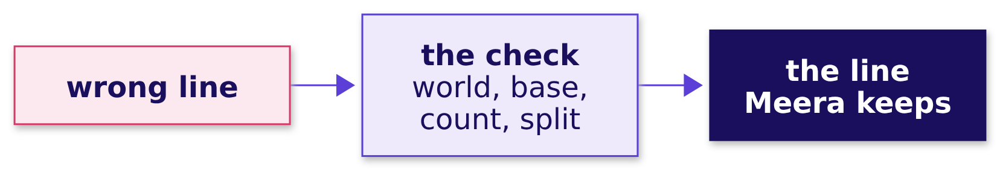 wrong line
the check
world, base,
count, split
the line
Meera keeps